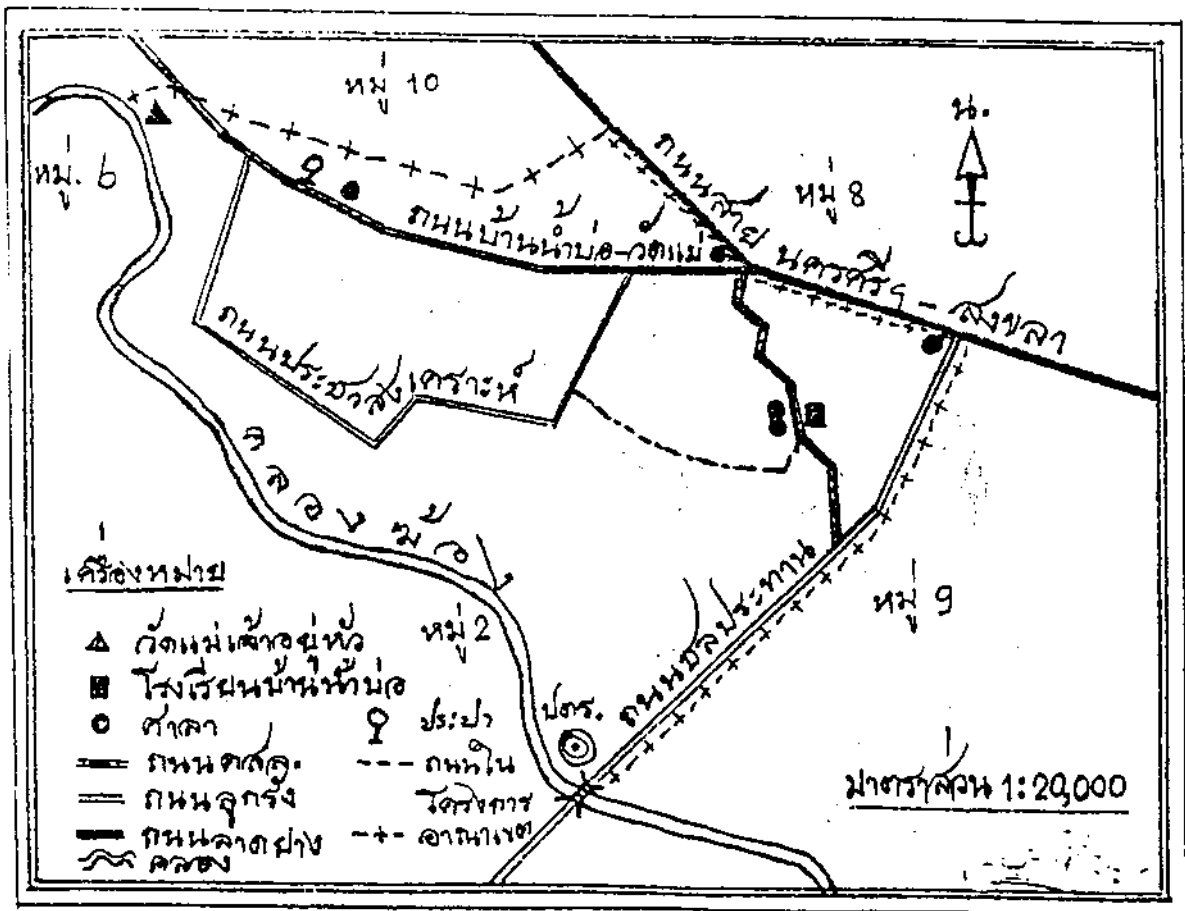 หมู่ 10
น.
หมู่. 6
หมู่ 8
ถนนบ้านน้ำบ่อ-วัดแม่
ถนนสาย นครศรีฯ - สงขลา
ถนนประชาสงเคราะห์
คลองฆ้อง
หมู่ 9
ถนนชลประทาน
ปตร.
หมู่ 2
เครื่องหมาย
วัดแม่เจ้าอยู่หัว
โรงเรียนบ้านน้ำบ่อ
ศาลา
ประปา
ถนนคสล.
ถนนใน
โครงการ
ถนนลูกรัง
ถนนลาดยาง
อาณาเขต
คลอง
มาตราส่วน 1:20,000